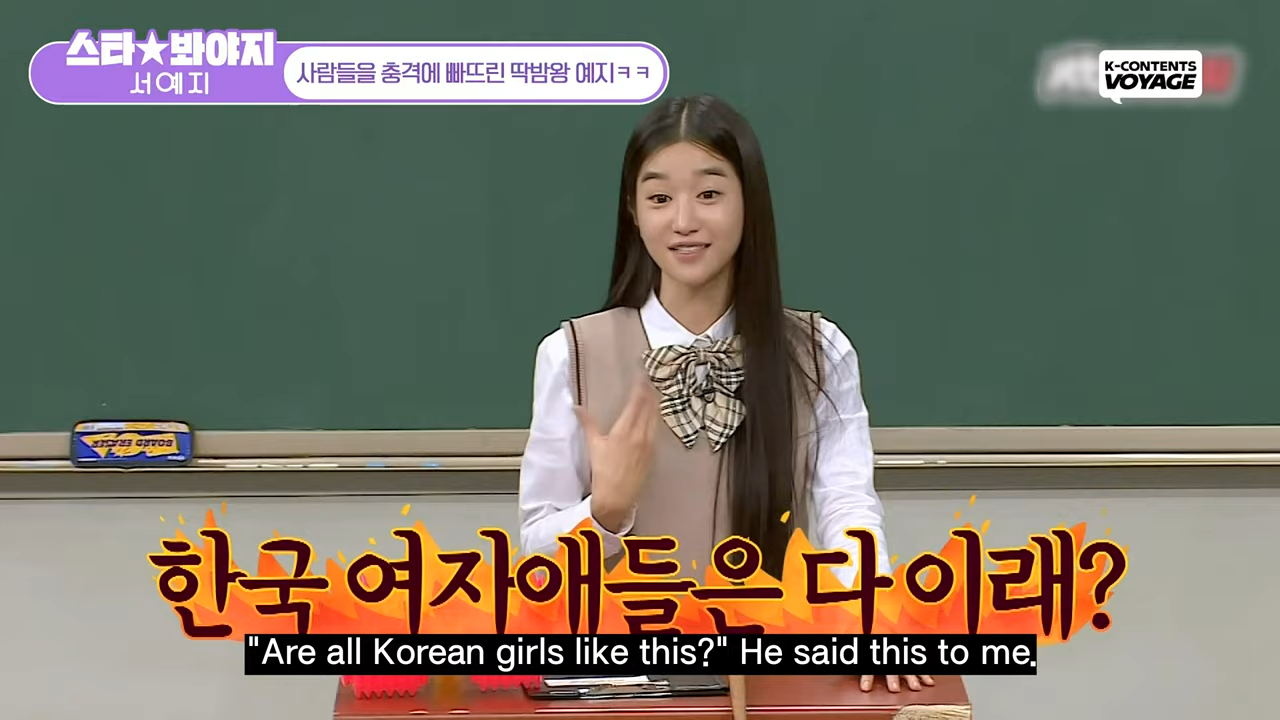 스타★봐야지
서예지
사람들을 충격에 빠뜨린 딱밤왕 예지ㅋㅋ
K-CONTENTS
VOYAGE
BOARD ERASER
한국 여자애들은 다 이래?
"Are all Korean girls like this?" He said this to me.